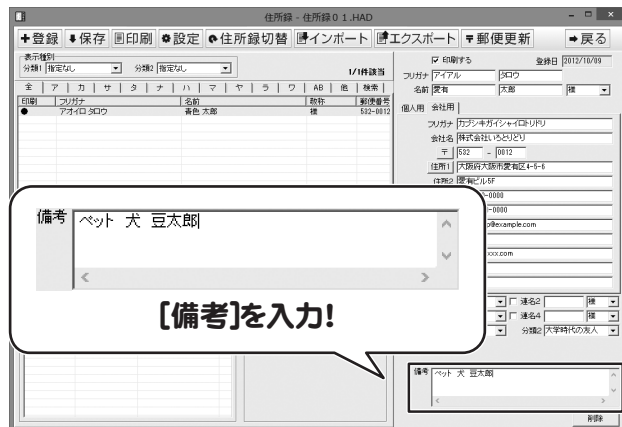 住所録 - 住所録０１.HAD
登録 保存 印刷 設定 住所録切替 インポート エクスポート 〒郵便更新 戻る
表示種別
分類1 指定なし 分類2 指定なし
1/1件該当
全 ア カ サ タ ナ ハ マ ヤ ラ ワ AB 他 検索
印刷 フリガナ 名前 敬称 郵便番号
● アオイロ タロウ 青色 太郎 様 532-0012
印刷する 登録日 2012/10/09
フリガナ アイアル タロウ
名前 愛有 太郎 様
個人用 会社用
フリガナ カブシキガイシャイロトリドリ
会社名 株式会社いろとりどり
〒 532 - 0012
住所1 大阪府大阪市愛有区4-5-6
住所2 愛有ビル5F
-0000
-0000
@example.com
xxx.com
連名2 様
連名4 様
分類2 大学時代の友人
備考 ペット 犬 豆太郎
[備考]を入力!
備考 ペット 犬 豆太郎
削除